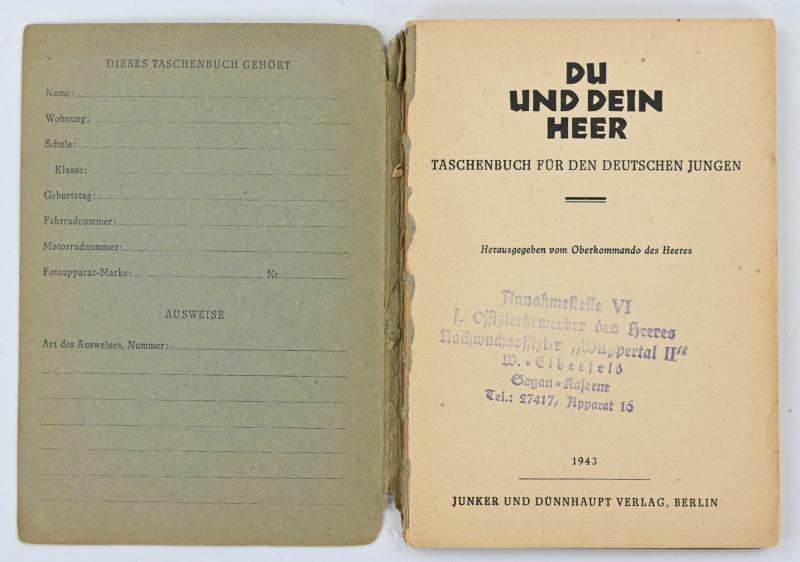 DIESES TASCHENBUCH GEHÖRT
Name:
Wohnung:
Schule:
Klasse:
Geburtstag:
Fahrradnummer:
Motorradnummer:
Fotoapparat-Marke: Nr.
AUSWEISE
Art des Ausweises, Nummer:
DU
UND DEIN
HEER
TASCHENBUCH FÜR DEN DEUTSCHEN JUNGEN
Herausgegeben vom Oberkommando des Heeres
Annahmestelle VI
f. Offizierbewerber des Heeres
Nachwuchsoffizier „Wuppertal II“
W.-Elberfeld
Sagan-Kaserne
Tel.: 27417, Apparat 16
1943
JUNKER UND DÜNNHAUPT VERLAG, BERLIN